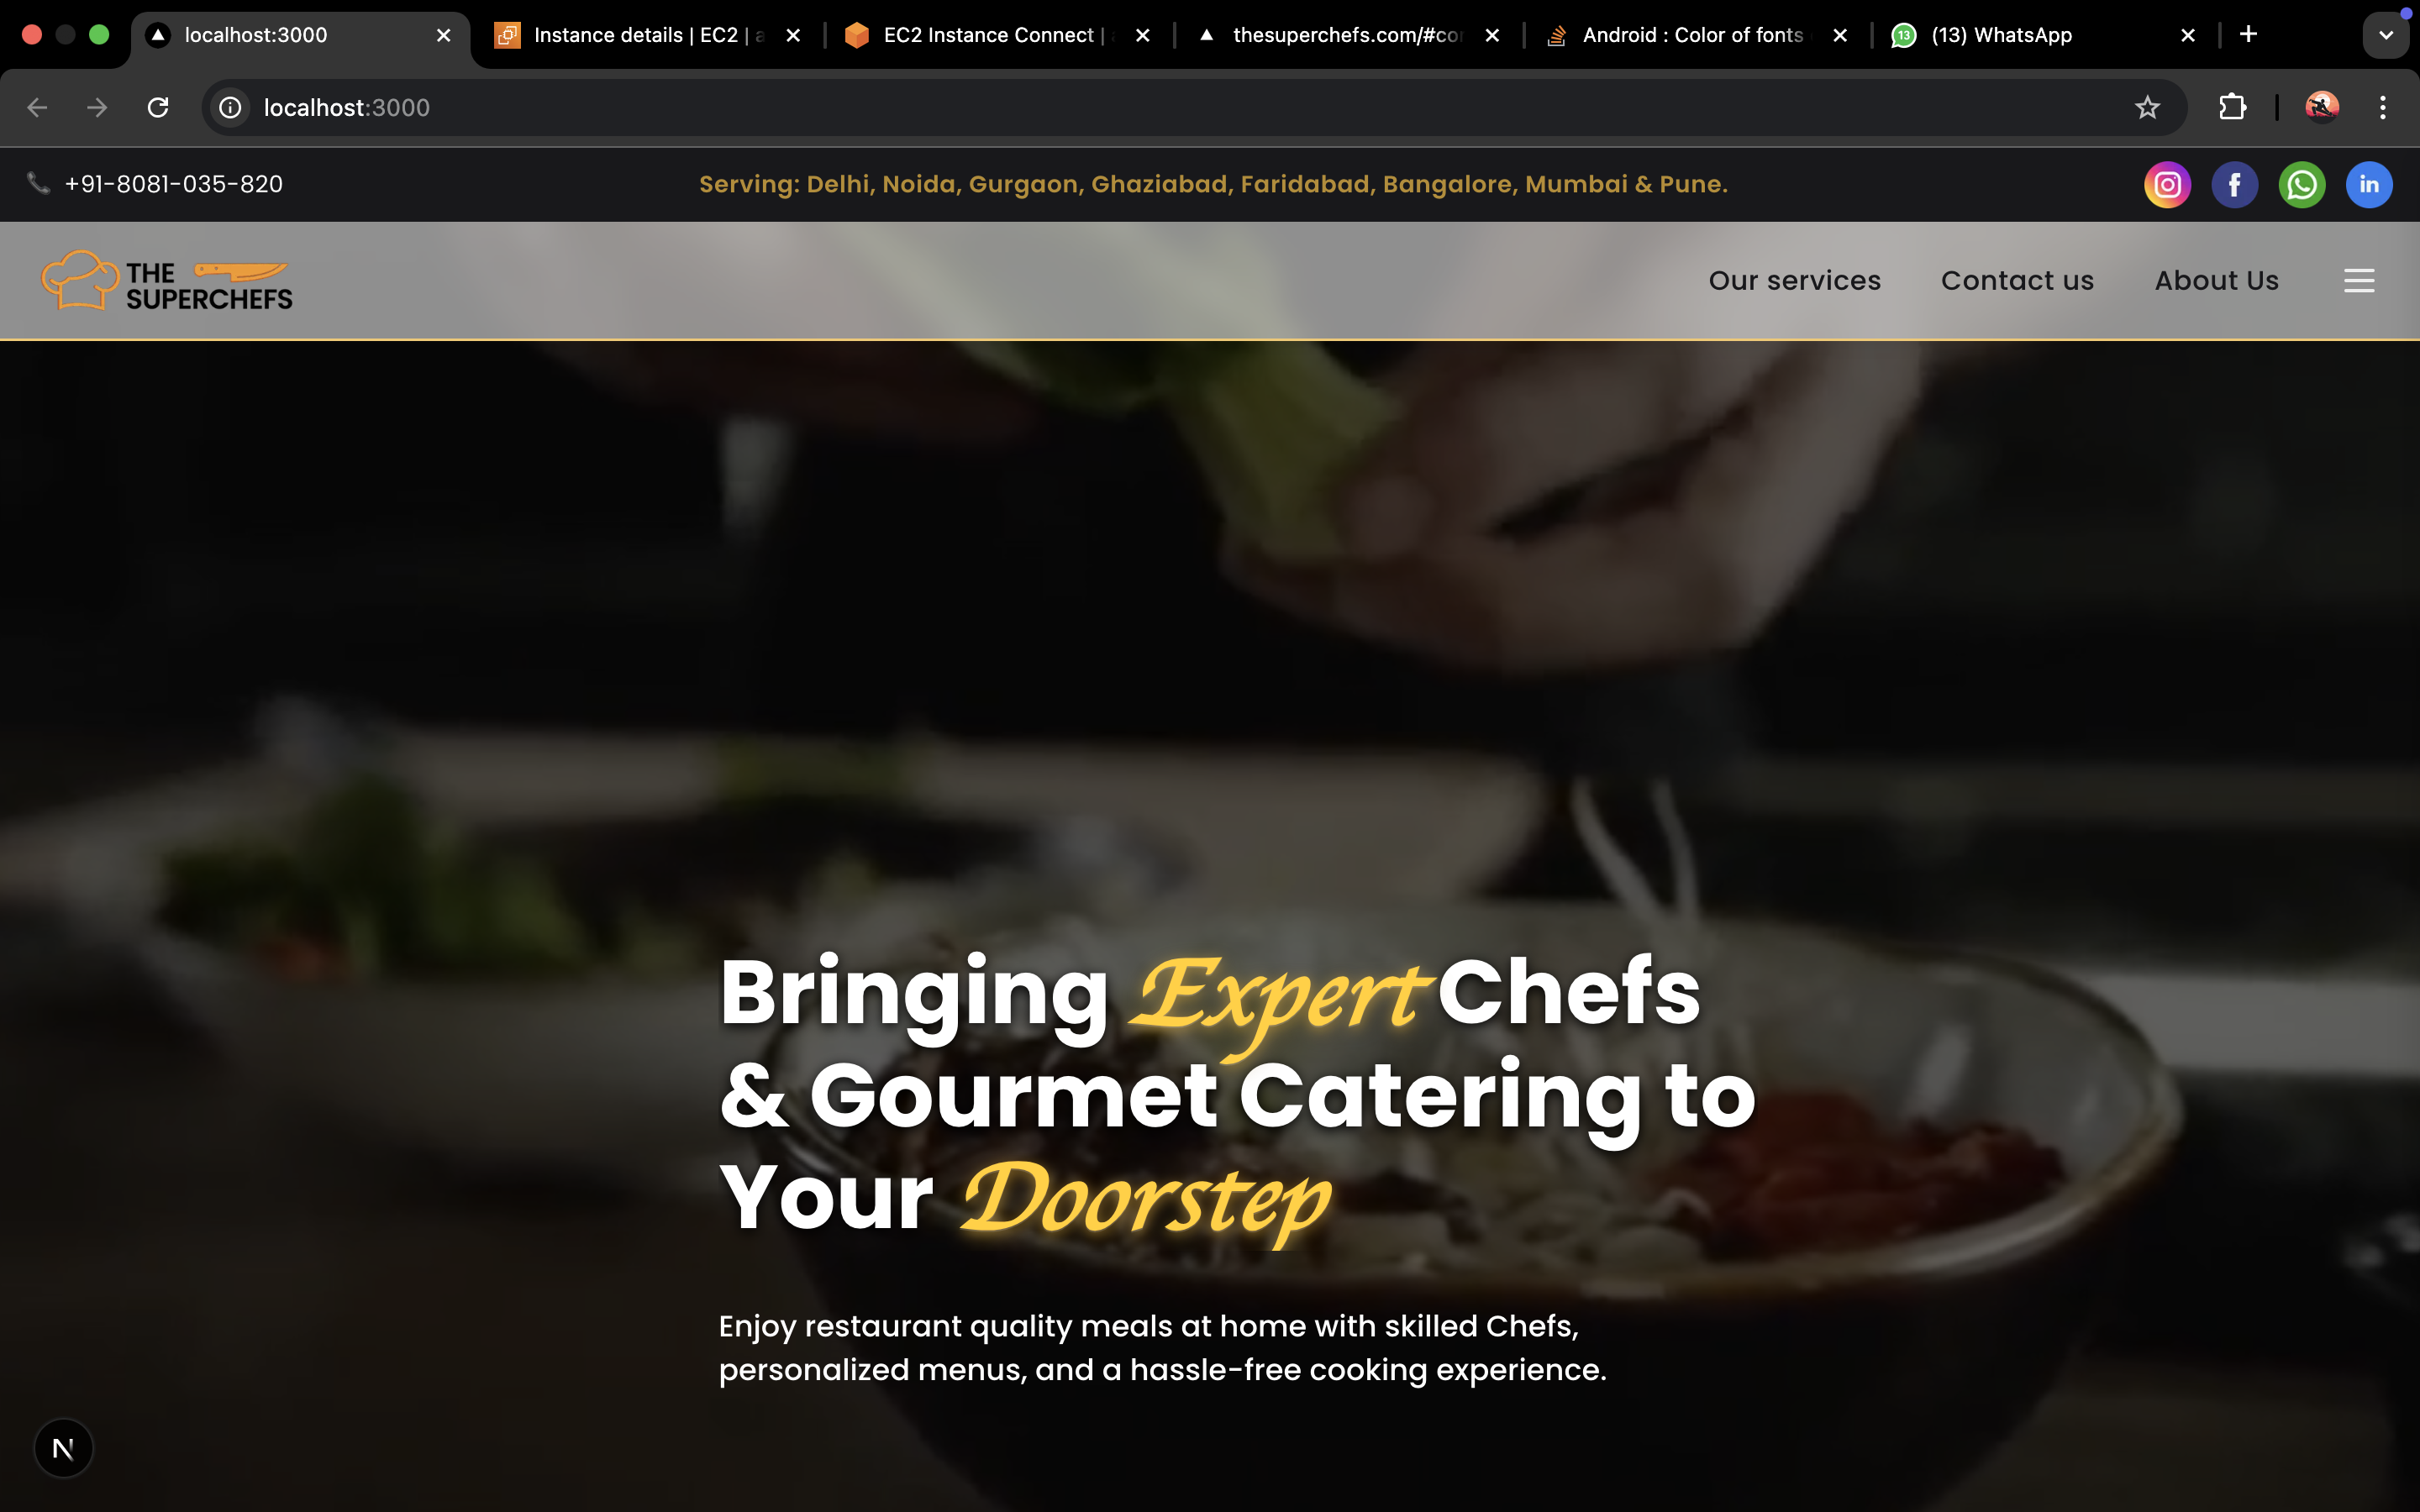 localhost:3000
Instance details | EC2 | a
EC2 Instance Connect |
thesuperchefs.com/#cor
Android : Color of fonts
13
(13) WhatsApp
localhost:3000
+91-8081-035-820
Serving: Delhi, Noida, Gurgaon, Ghaziabad, Faridabad, Bangalore, Mumbai & Pune.
f
in
THE
SUPERCHEFS
Our services
Contact us
About Us
Bringing Expert Chefs
& Gourmet Catering to
Your Doorstep
Enjoy restaurant quality meals at home with skilled Chefs,
personalized menus, and a hassle-free cooking experience.
N